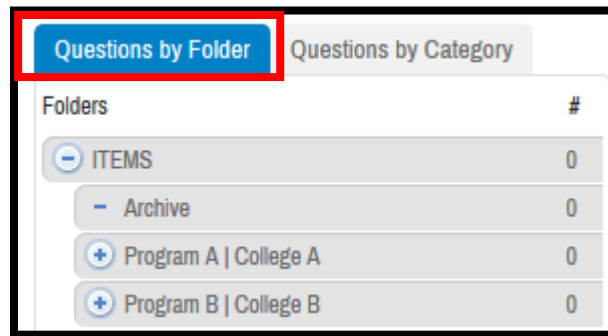 Questions by Folder Questions by Category
Folders #
ITEMS 0
Archive 0
Program A | College A 0
Program B | College B 0